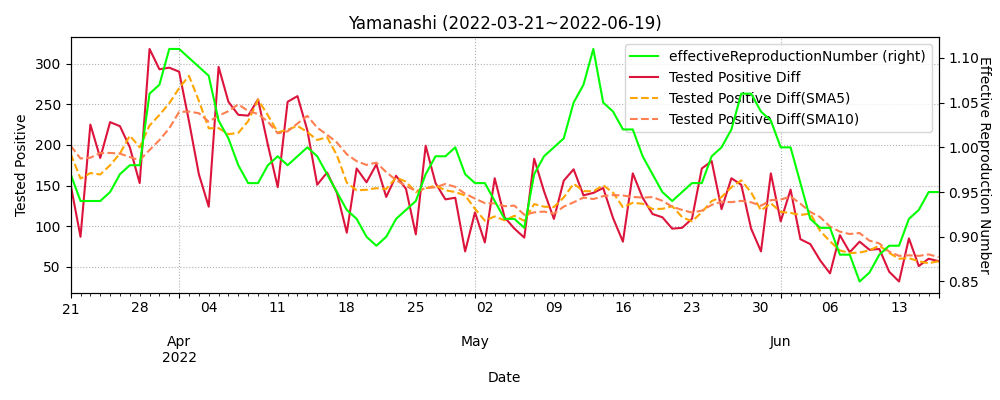 Yamanashi (2022-03-21~2022-06-19)
effectiveReproductionNumber (right)
Tested Positive Diff
Tested Positive Diff(SMA5)
Tested Positive Diff(SMA10)
Tested Positive
300
250
200
150
100
50
1.10
1.05
1.00
0.95
0.90
0.85
Effective Reproduction Number
21 28 04 11 18 25 02 09 16 23 30 06 13
Apr May Jun
2022
Date